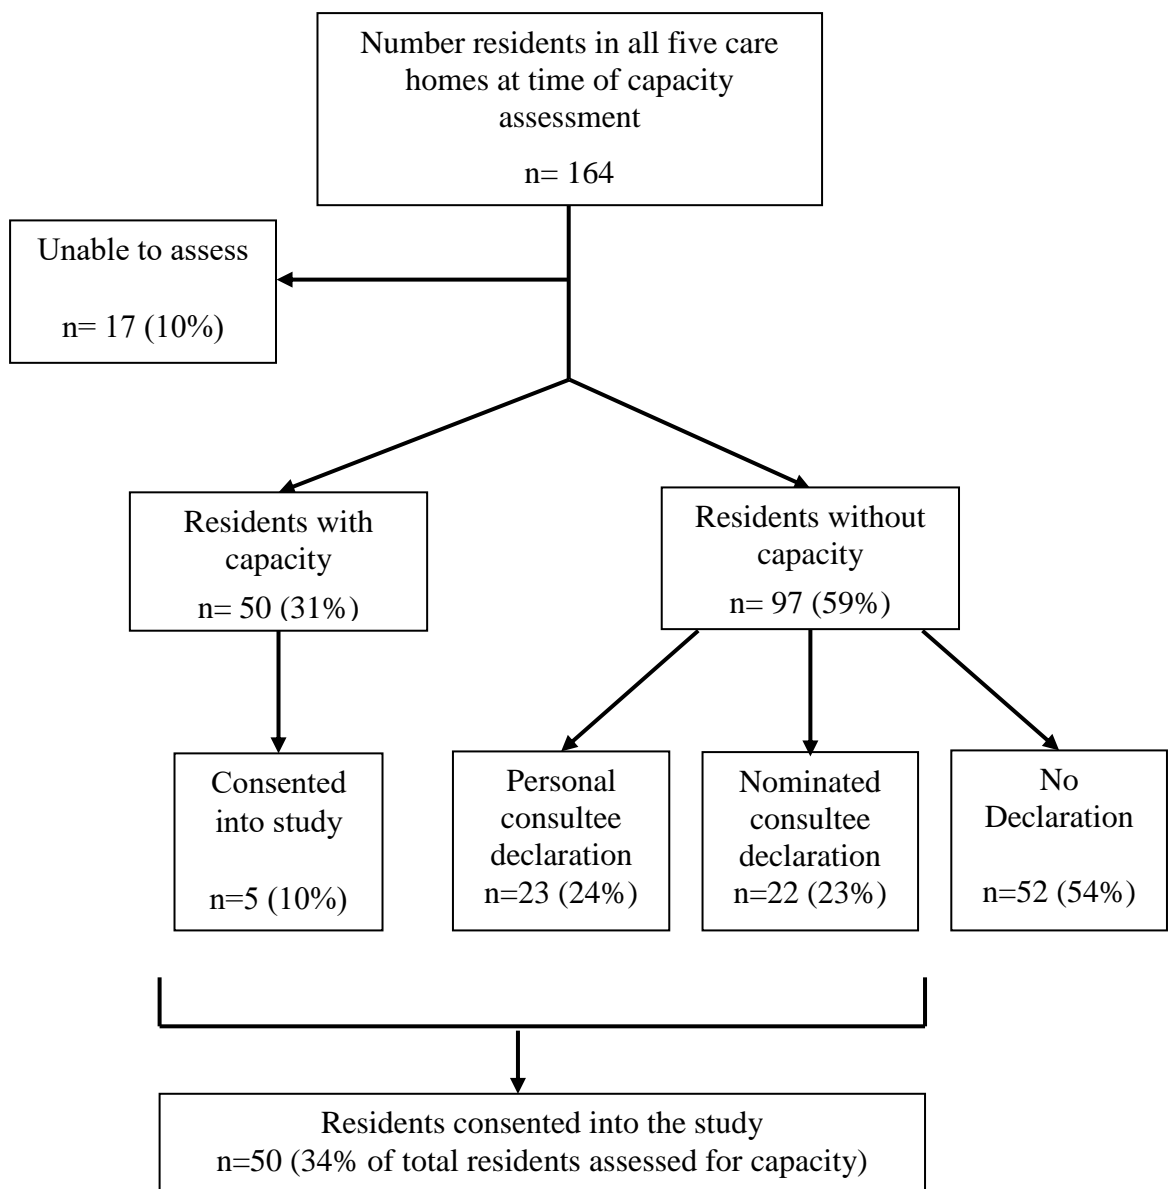 Number residents in all five care
homes at time of capacity
assessment
n= 164
Unable to assess
n= 17 (10%)
Residents with
capacity
n= 50 (31%)
Residents without
capacity
n= 97 (59%)
Consented
into study
n=5 (10%)
Personal
consultee
declaration
n=23 (24%)
Nominated
consultee
declaration
n=22 (23%)
No
Declaration
n=52 (54%)
Residents consented into the study
n=50 (34% of total residents assessed for capacity)